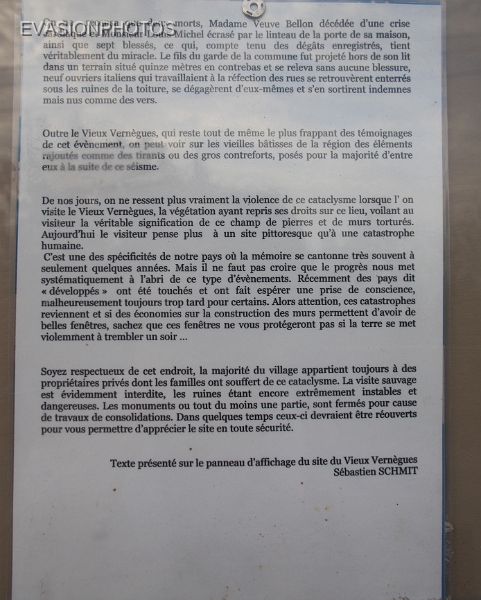 EVASIONPHOTOS
morts, Madame Veuve Bellon décédée d'une crise
Michel écrasé par le linteau de la porte de sa maison,
ainsi que sept blessés, ce qui, compte tenu des dégâts enregistrés, tient
véritablement du miracle. Le fils du garde de la commune fut projeté hors de son lit
dans un terrain situé quinze mètres en contrebas et se releva sans aucune blessure,
neuf ouvriers italiens qui travaillaient à la réfection des rues se retrouvèrent enterrés
sous les ruines de la toiture, se dégagèrent d'eux-mêmes et s'en sortirent indemnes
mais nus comme des vers.
Outre le Vieux Vernègues, qui reste tout de même le plus frappant des témoignages
de cet évènement, on peut voir sur les vieilles bâtisses de la région des éléments
rajoutés comme des tirants ou des gros contreforts, posés pour la majorité d'entre
eux à la suite de ce séisme.
De nos jours, on ne ressent plus vraiment la violence de ce cataclysme lorsque l' on
visite le Vieux Vernègues, la végétation ayant repris ses droits sur ce lieu, voilant au
visiteur la véritable signification de ce champ de pierres et de murs torturés.
Aujourd'hui le visiteur pense plus à un site pittoresque qu'à une catastrophe
humaine.
C'est une des spécificités de notre pays où la mémoire se cantonne très souvent à
seulement quelques années. Mais il ne faut pas croire que le progrès nous met
systématiquement à l'abri de ce type d'évènements. Récemment des pays dit
« développés » ont été touchés et ont fait espérer une prise de conscience,
malheureusement toujours trop tard pour certains. Alors attention, ces catastrophes
reviennent et si des économies sur la construction des murs permettent d'avoir de
belles fenêtres, sachez que ces fenêtres ne vous protégeront pas si la terre se met
violemment à trembler un soir ...
Soyez respectueux de cet endroit, la majorité du village appartient toujours à des
propriétaires privés dont les familles ont souffert de ce cataclysme. La visite sauvage
est évidemment interdite, les ruines étant encore extrêmement instables et
dangereuses. Les monuments ou tout du moins une partie, sont fermés pour cause
de travaux de consolidations. Dans quelques temps ceux-ci devraient être réouverts
pour vous permettre d'apprécier le site en toute sécurité.
Texte présenté sur le panneau d'affichage du site du Vieux Vernègues
Sébastien SCHMIT